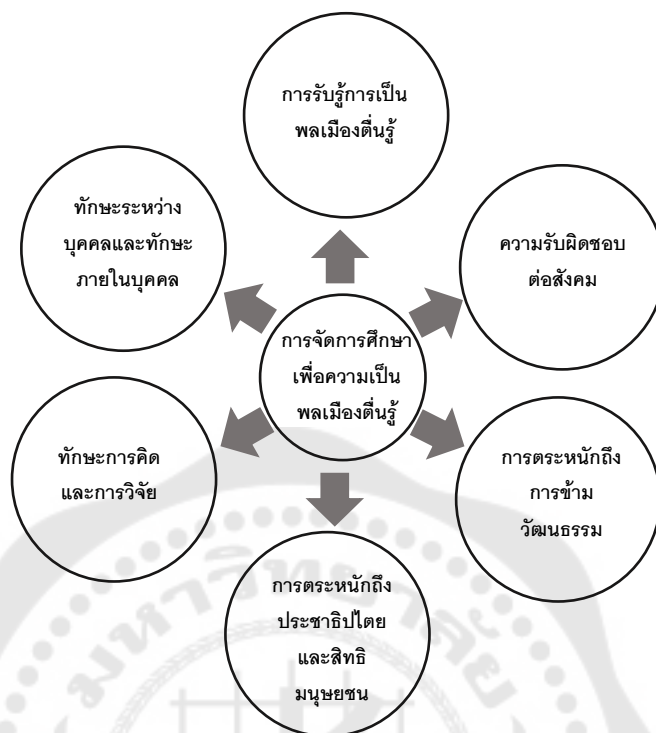 การรับรู้การเป็น
พลเมืองตื่นรู้
ทักษะระหว่าง
บุคคลและทักษะ
ภายในบุคคล
ความรับผิดชอบ
ต่อสังคม
การจัดการศึกษา
เพื่อความเป็น
พลเมืองตื่นรู้
ทักษะการคิด
และการวิจัย
การตระหนักถึง
การข้าม
วัฒนธรรม
การตระหนักถึง
ประชาธิปไตย
และสิทธิ
มนุษยชน
มหาวิทยาลัย